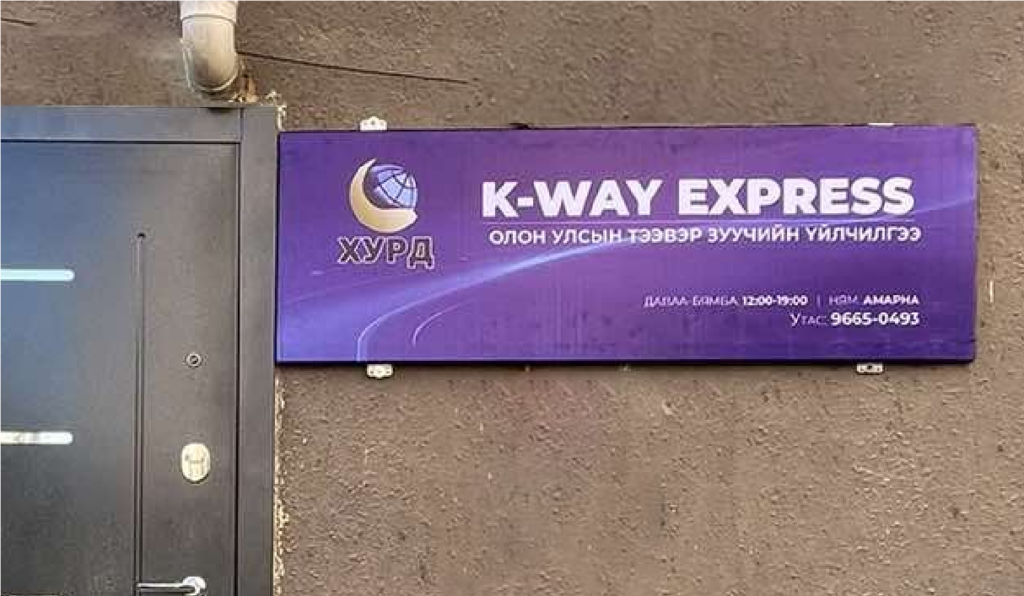 ХУРД
K-WAY EXPRESS
ОЛОН УЛСЫН ТЭЭВЭР ЗУУЧИЙН ҮЙЛЧИЛГЭЭ
ДАВАА-БЯМБА 12:00-19:00 | НЯМ АМАРНА
УТАС: 9665-0493